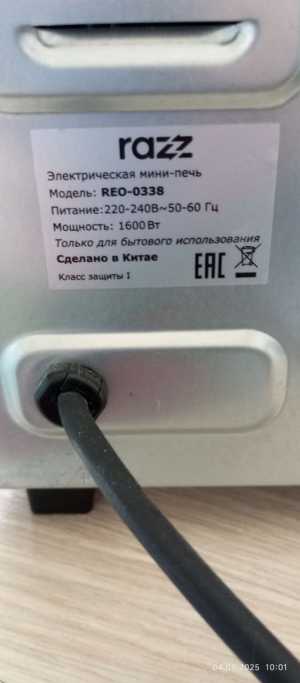 razz
Электрическая мини-печь
Модель: REO-0338
Питание:220-240В~50-60 Гц
Мощность: 1600 Вт
Только для бытового использования
Сделано в Китае
EAC
Класс защиты I
04.08.2025 10:01